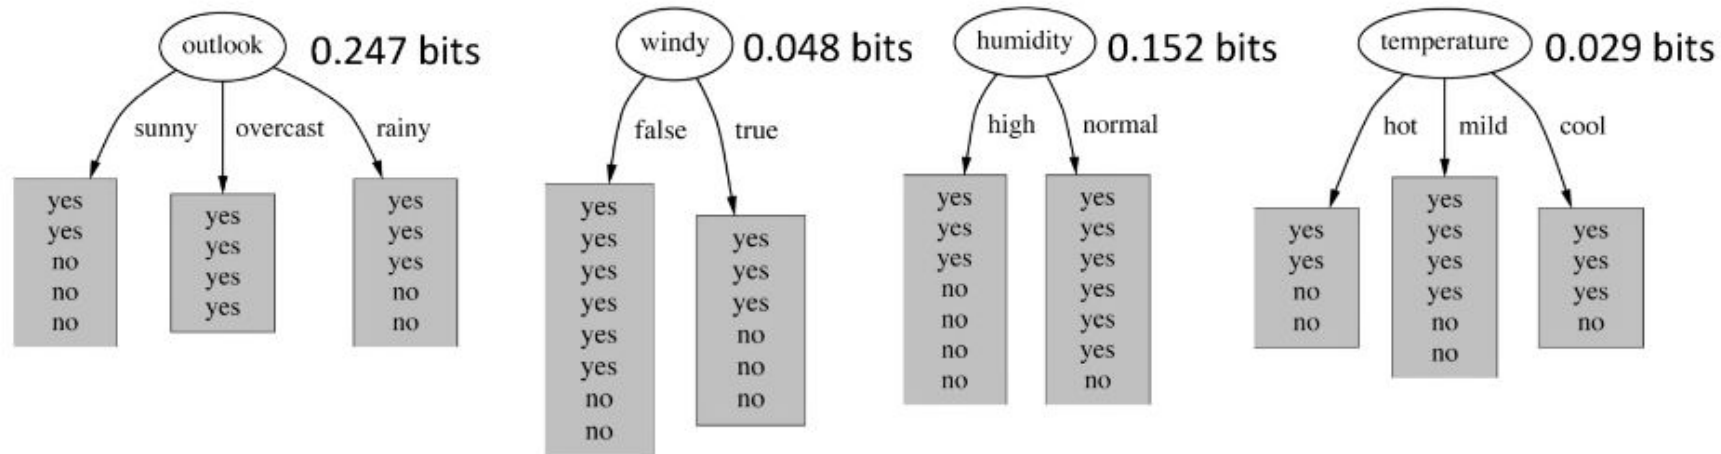 outlook 0.247 bits
sunny overcast rainy
yes
yes
no
no
no
yes
yes
yes
yes
yes
yes
yes
no
no
windy 0.048 bits
false true
yes
yes
yes
yes
yes
yes
no
no
yes
yes
yes
no
no
no
humidity 0.152 bits
high normal
yes
yes
yes
no
no
no
no
yes
yes
yes
yes
yes
yes
no
temperature 0.029 bits
hot mild cool
yes
yes
no
no
yes
yes
yes
yes
no
no
yes
yes
yes
no